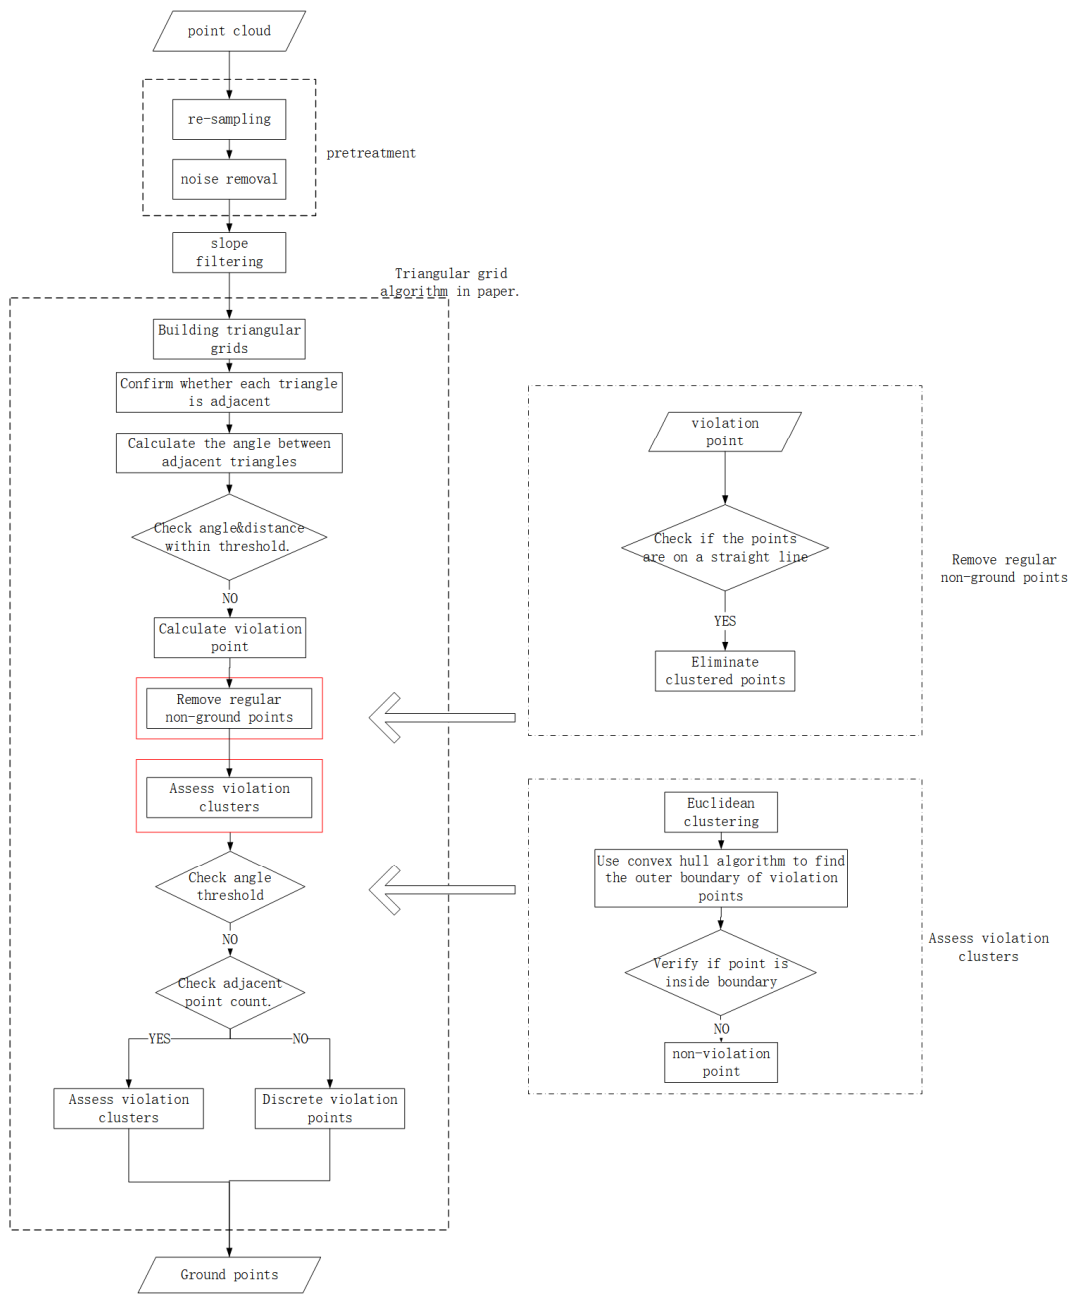 point cloud
re-sampling
noise removal
pretreatment
slope
filtering
Triangular grid
algorithm in paper.
Building triangular
grids
Confirm whether each triangle
is adjacent
Calculate the angle between
adjacent triangles
Check angle&distance
within threshold.
NO
Calculate violation
point
Remove regular
non-ground points
Assess violation
clusters
Check angle
threshold
NO
Check adjacent
point count.
YES
NO
Assess violation
clusters
Discrete violation
points
Ground points
violation
point
Check if the points
are on a straight line
YES
Eliminate
clustered points
Remove regular
non-ground points
Euclidean
clustering
Use convex hull algorithm to find
the outer boundary of violation
points
Verify if point is
inside boundary
NO
non-violation
point
Assess violation
clusters